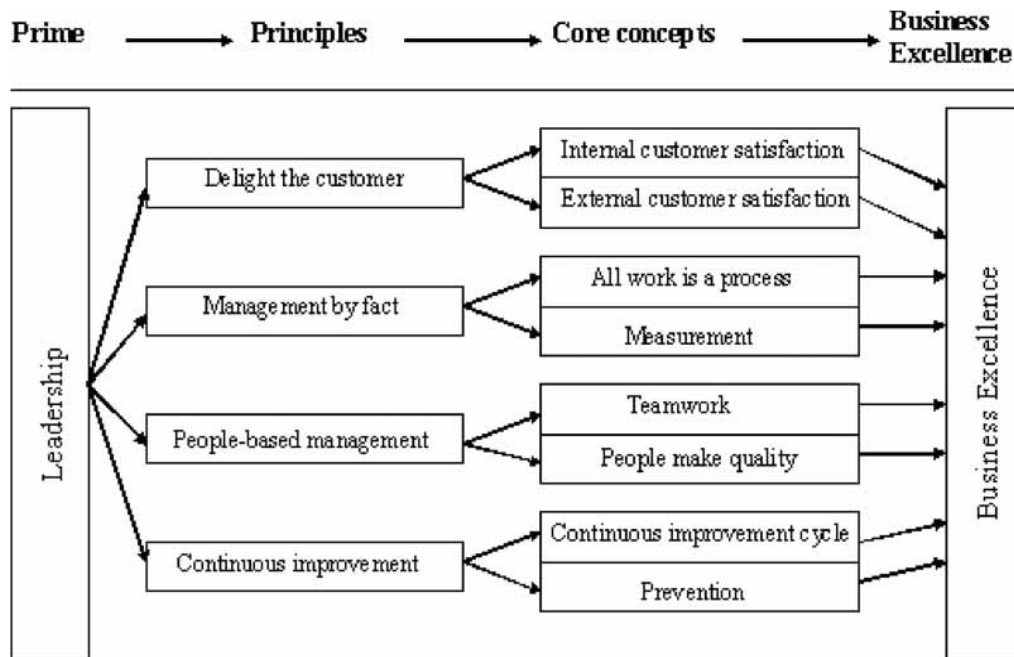 Prime
Principles
Core concepts
Business
Excellence
Leadership
Delight the customer
Internal customer satisfaction
External customer satisfaction
Management by fact
All work is a process
Measurement
People-based management
Teamwork
People make quality
Continuous improvement
Continuous improvement cycle
Prevention
Business Excellence